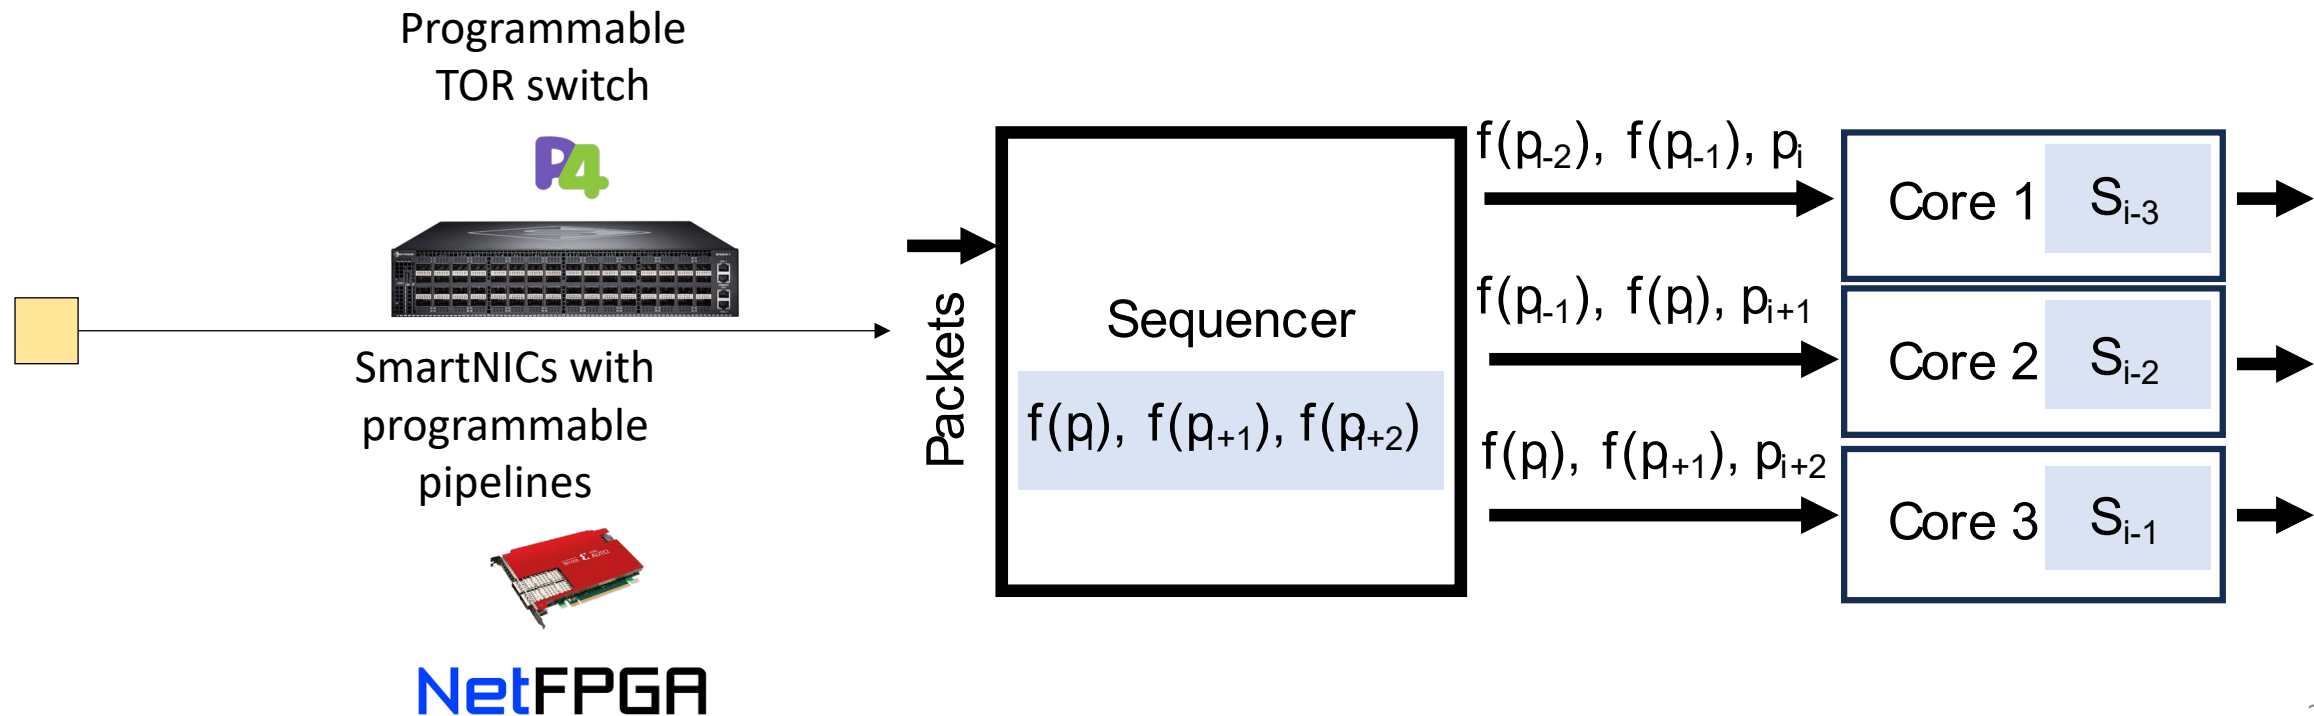 Programmable
TOR switch
P4
SmartNICs with
programmable
pipelines
NetFPGA
Packets
Sequencer
f(pᵢ), f(pᵢ₊₁), f(pᵢ₊₂)
f(pᵢ₋₂), f(pᵢ₋₁), pᵢ
f(pᵢ₋₁), f(pᵢ), pᵢ₊₁
f(pᵢ), f(pᵢ₊₁), pᵢ₊₂
Core 1 Sᵢ₋₃
Core 2 Sᵢ₋₂
Core 3 Sᵢ₋₁